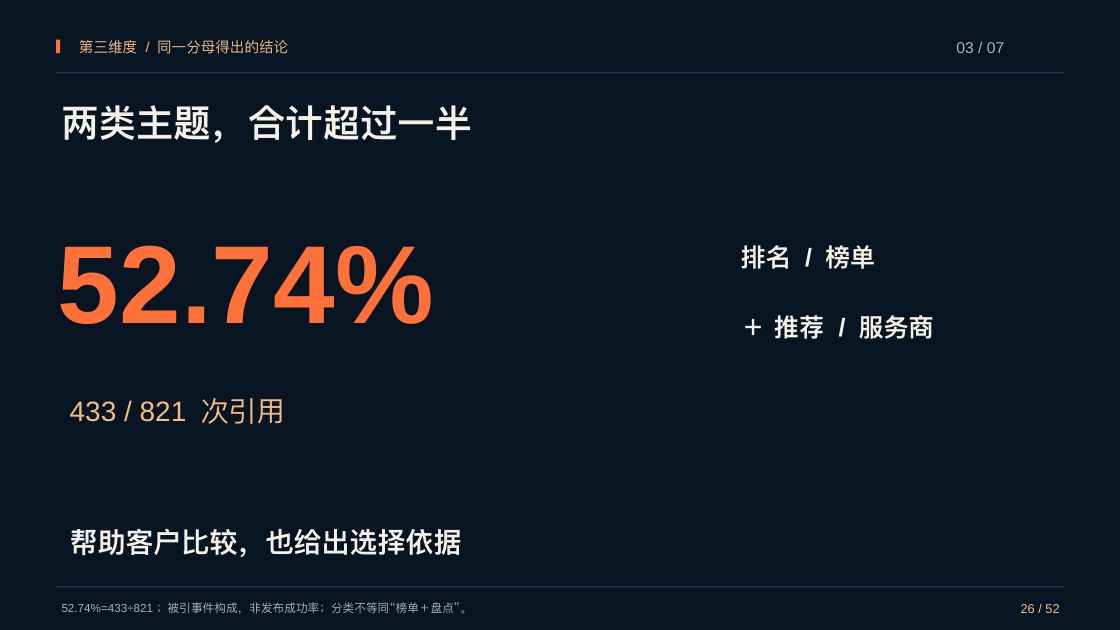 第三维度 / 同一分母得出的结论
03 / 07
两类主题，合计超过一半
52.74%
排名 / 榜单
＋ 推荐 / 服务商
433 / 821 次引用
帮助客户比较，也给出选择依据
52.74%=433÷821；被引事件构成，非发布成功率；分类不等同“榜单＋盘点”。
26 / 52